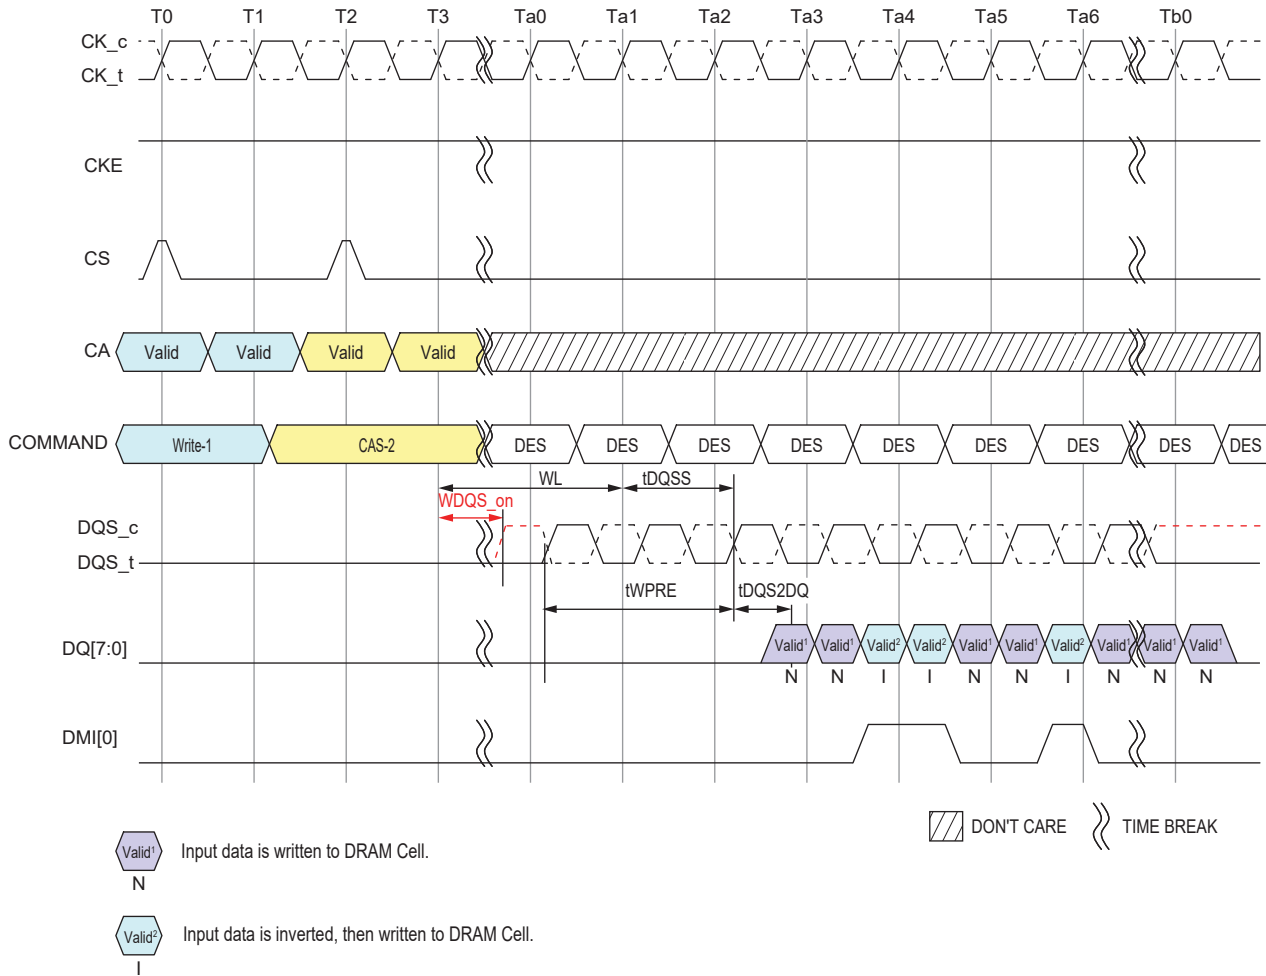 T0 T1 T2 T3 Ta0 Ta1 Ta2 Ta3 Ta4 Ta5 Ta6 Tb0
CK_c
CK_t
CKE
CS
CA Valid Valid Valid Valid
COMMAND Write-1 CAS-2 DES DES DES DES DES DES DES DES DES
WL tDQSS
WDQS_on
DQS_c
DQS_t
tWPRE tDQS2DQ
DQ[7:0] Valid¹ Valid¹ Valid² Valid² Valid¹ Valid¹ Valid² Valid¹ Valid¹ Valid¹
N N I I N N I N N N
DMI[0]
DON'T CARE TIME BREAK
Valid¹ Input data is written to DRAM Cell.
N
Valid² Input data is inverted, then written to DRAM Cell.
I